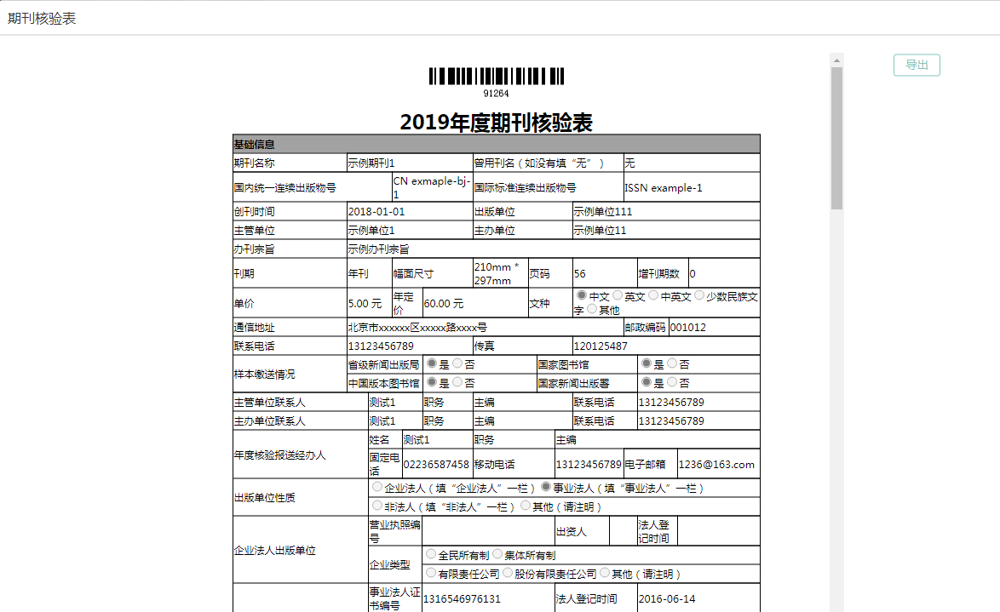 期刊核验表
导出
91264
2019年度期刊核验表
基础信息
期刊名称 示例期刊1 曾用刊名（如没有填“无”） 无
国内统一连续出版物号 CN exmaple-bj-1 国际标准连续出版物号 ISSN example-1
创刊时间 2018-01-01 出版单位 示例单位111
主管单位 示例单位1 主办单位 示例单位11
办刊宗旨 示例办刊宗旨
刊期 年刊 幅面尺寸 210mm * 297mm 页码 56 增刊期数 0
单价 5.00 元 年定价 60.00 元 文种 中文 英文 中英文 少数民族文字 其他
通信地址 北京市xxxxxx区xxxxx路xxxx号 邮政编码 001012
联系电话 13123456789 传真 120125487
样本缴送情况 省级新闻出版局 是 否 国家图书馆 是 否
中国版本图书馆 是 否 国家新闻出版署 是 否
主管单位联系人 测试1 职务 主编 联系电话 13123456789
主办单位联系人 测试1 职务 主编 联系电话 13123456789
年度核验报送经办人 姓名 测试1 职务 主编
固定电话 02236587458 移动电话 13123456789 电子邮箱 1236@163.com
出版单位性质 企业法人（填“企业法人”一栏） 事业法人（填“事业法人”一栏）
非法人（填“非法人”一栏） 其他（请注明）
企业法人出版单位 营业执照编号 出资人 法人登记时间
企业类型 全民所有制 集体所有制
有限责任公司 股份有限责任公司 其他（请注明）
事业法人证书编号 1316546976131 法人登记时间 2016-06-14